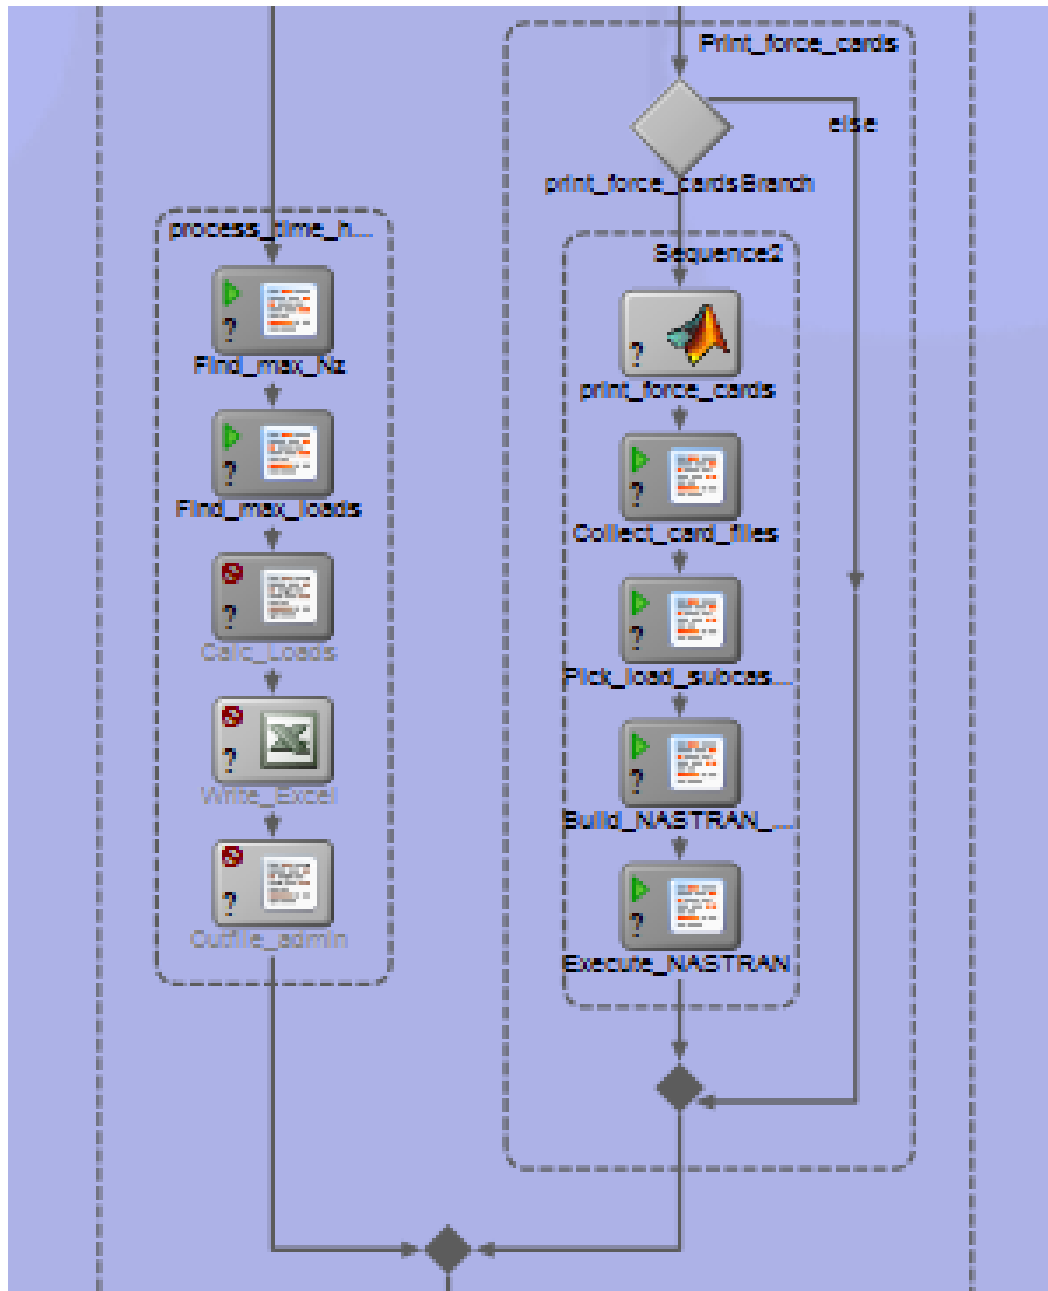 Print_force_cards
else
print_force_cardsBranch
process_time_h...
Sequence2
?
Find_max_Nz
?
print_force_cards
?
Find_max_loads
?
Collect_card_files
?
Calc_Loads
?
Pick_load_subcas...
?
Write_Excel
?
Build_NASTRAN_...
?
Outfile_admin
?
Execute_NASTRAN